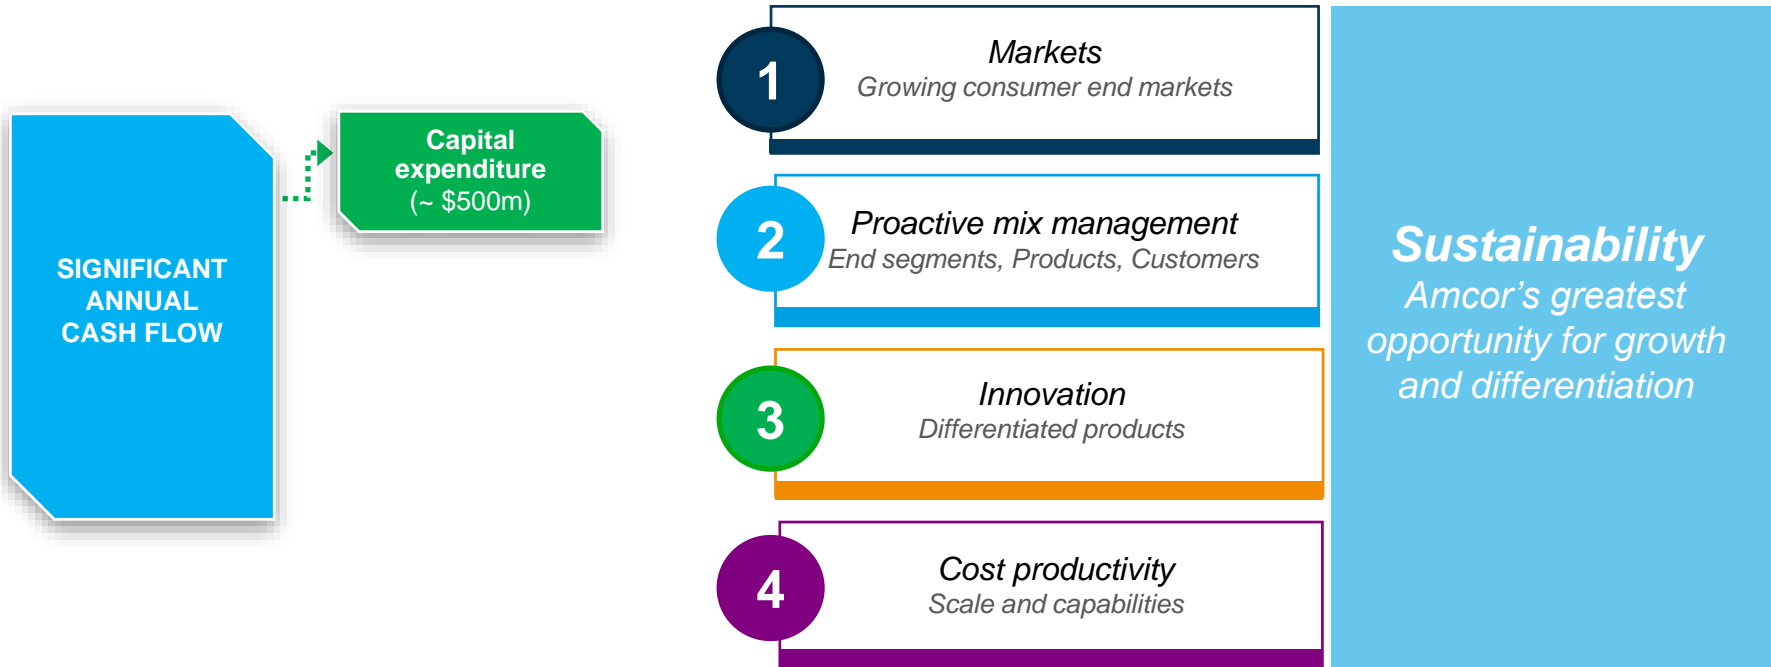 SIGNIFICANT
ANNUAL
CASH FLOW
Capital
expenditure
(~ $500m)
1
Markets
Growing consumer end markets
2
Proactive mix management
End segments, Products, Customers
3
Innovation
Differentiated products
4
Cost productivity
Scale and capabilities
Sustainability
Amcor’s greatest
opportunity for growth
and differentiation